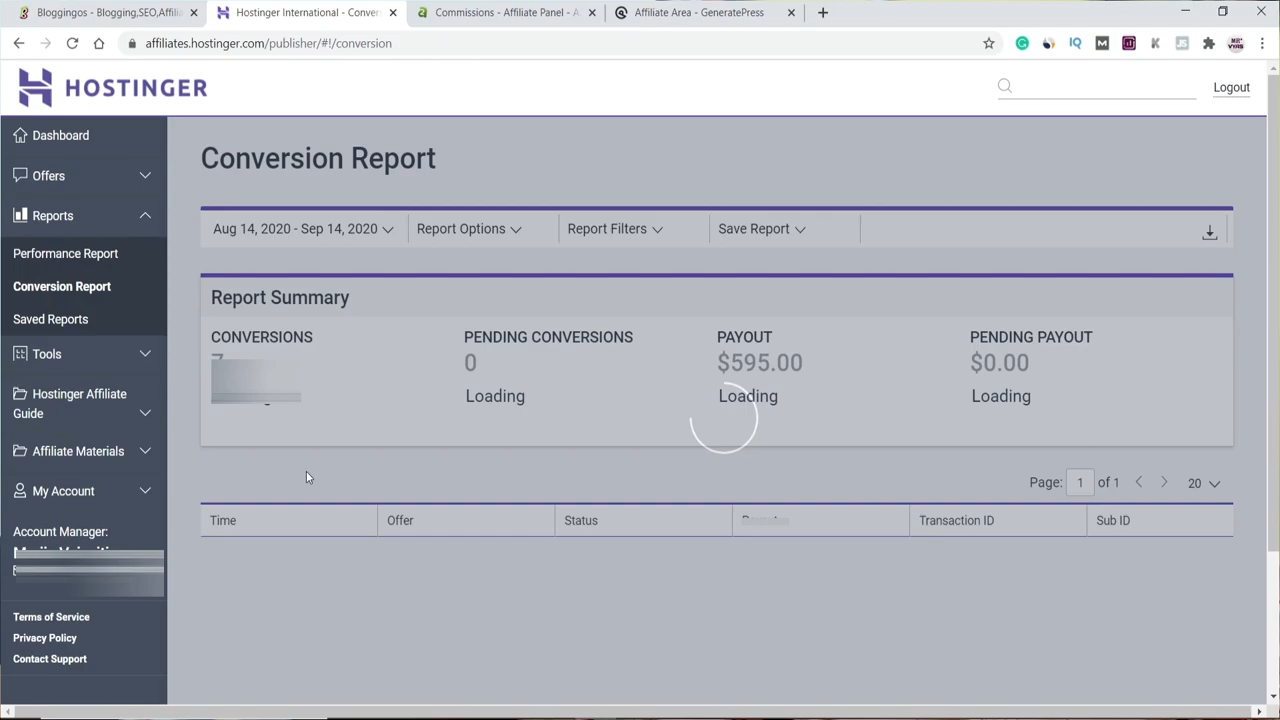 Bloggingos - Blogging,SEO,Affili
Hostinger International - Conver
Commissions - Affiliate Panel - A
Affiliate Area - GeneratePress
affiliates.hostinger.com/publisher/#!/conversion
HOSTINGER
Logout
Dashboard
Offers
Reports
Performance Report
Conversion Report
Saved Reports
Tools
Hostinger Affiliate
Guide
Affiliate Materials
My Account
Account Manager:
Terms of Service
Privacy Policy
Contact Support
Conversion Report
Aug 14, 2020 - Sep 14, 2020
Report Options
Report Filters
Save Report
Report Summary
CONVERSIONS PENDING CONVERSIONS PAYOUT PENDING PAYOUT
0 $595.00 $0.00
Loading Loading Loading
Page: 1 of 1 20
Time Offer Status Transaction ID Sub ID